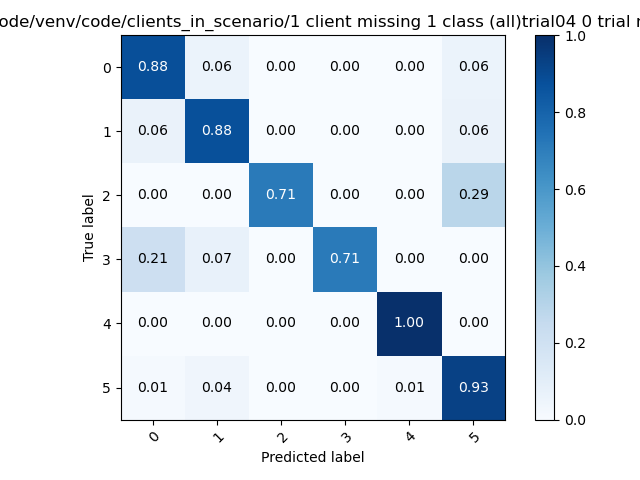 ode/venv/code/clients_in_scenario/1 client missing 1 class (all)trial04 0 trial
True label
0 0.88 0.06 0.00 0.00 0.00 0.06
1 0.06 0.88 0.00 0.00 0.00 0.06
2 0.00 0.00 0.71 0.00 0.00 0.29
3 0.21 0.07 0.00 0.71 0.00 0.00
4 0.00 0.00 0.00 0.00 1.00 0.00
5 0.01 0.04 0.00 0.00 0.01 0.93
0 1 2 3 4 5
Predicted label
1.0
0.8
0.6
0.4
0.2
0.0